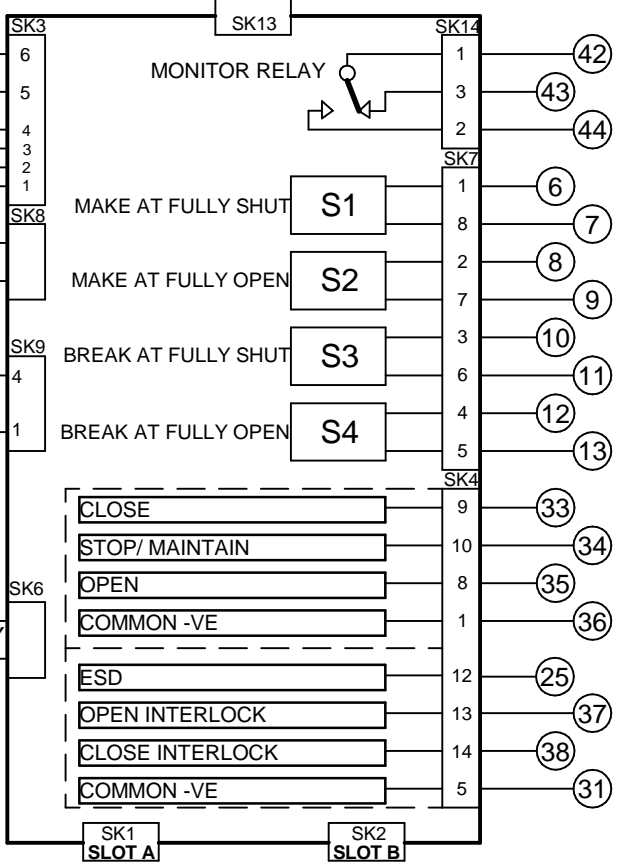 SK3 SK13 SK14
6 1 42
MONITOR RELAY
5 3 43
4 2 44
3
2 SK7
1 1 6
MAKE AT FULLY SHUT S1
SK8 8 7
2 8
MAKE AT FULLY OPEN S2
7 9
SK9 3 10
BREAK AT FULLY SHUT S3
4 6 11
4 12
1 BREAK AT FULLY OPEN S4
5 13
SK4
CLOSE 9 33
STOP/ MAINTAIN 10 34
SK6 OPEN 8 35
COMMON -VE 1 36
ESD 12 25
OPEN INTERLOCK 13 37
CLOSE INTERLOCK 14 38
COMMON -VE 5 31
SK1 SK2
SLOT A SLOT B